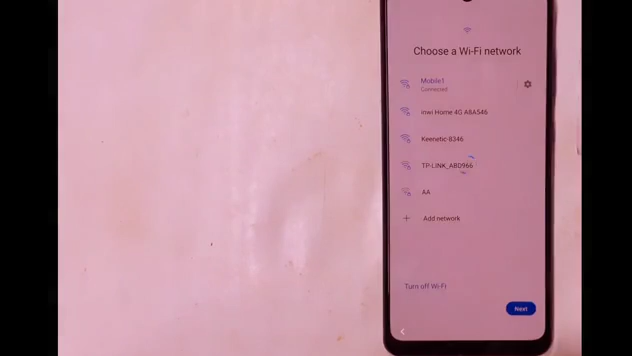 Choose a Wi-Fi network
Mobile1
Connected
inwi Home 4G A8A546
Keenetic-8346
TP-LINK_ABD966
AA
Add network
Turn off Wi-Fi
Next